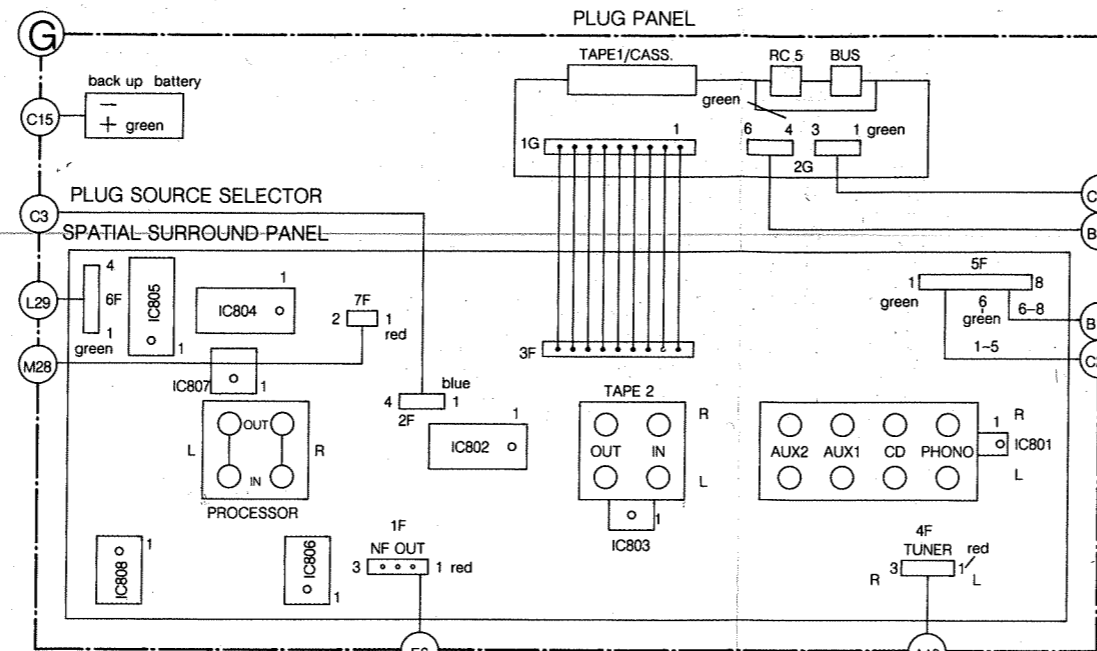 G
PLUG PANEL
TAPE1/CASS.
RC 5
BUS
back up battery
−
+ green
C15
green
1G
1
6
4
3
1
green
2G
C3
PLUG SOURCE SELECTOR
SPATIAL SURROUND PANEL
L29
4
6F
1
green
IC805
1
IC804
1
7F
2
1
red
5F
1
8
green
6
green
6–8
1~5
M28
IC807
1
3F
4
blue
1
2F
IC802
1
TAPE 2
R
OUT
IN
L
1
IC803
AUX2
AUX1
CD
PHONO
R
1
IC801
L
L
OUT
R
IN
PROCESSOR
IC808
1
IC806
1
1F
NF OUT
3
1 red
4F
TUNER
red
R
3
1
L